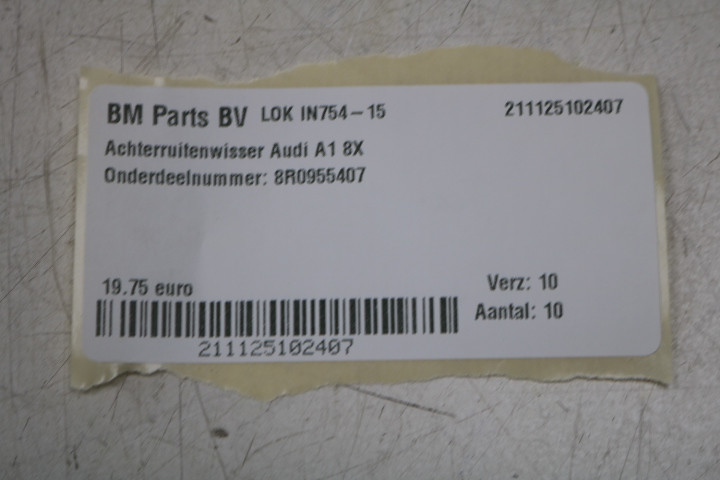 BM Parts BV LOK IN754-15 211125102407
Achterruitenwisser Audi A1 8X
Onderdeelnummer: 8R0955407
19.75 euro Verz: 10
Aantal: 10
211125102407